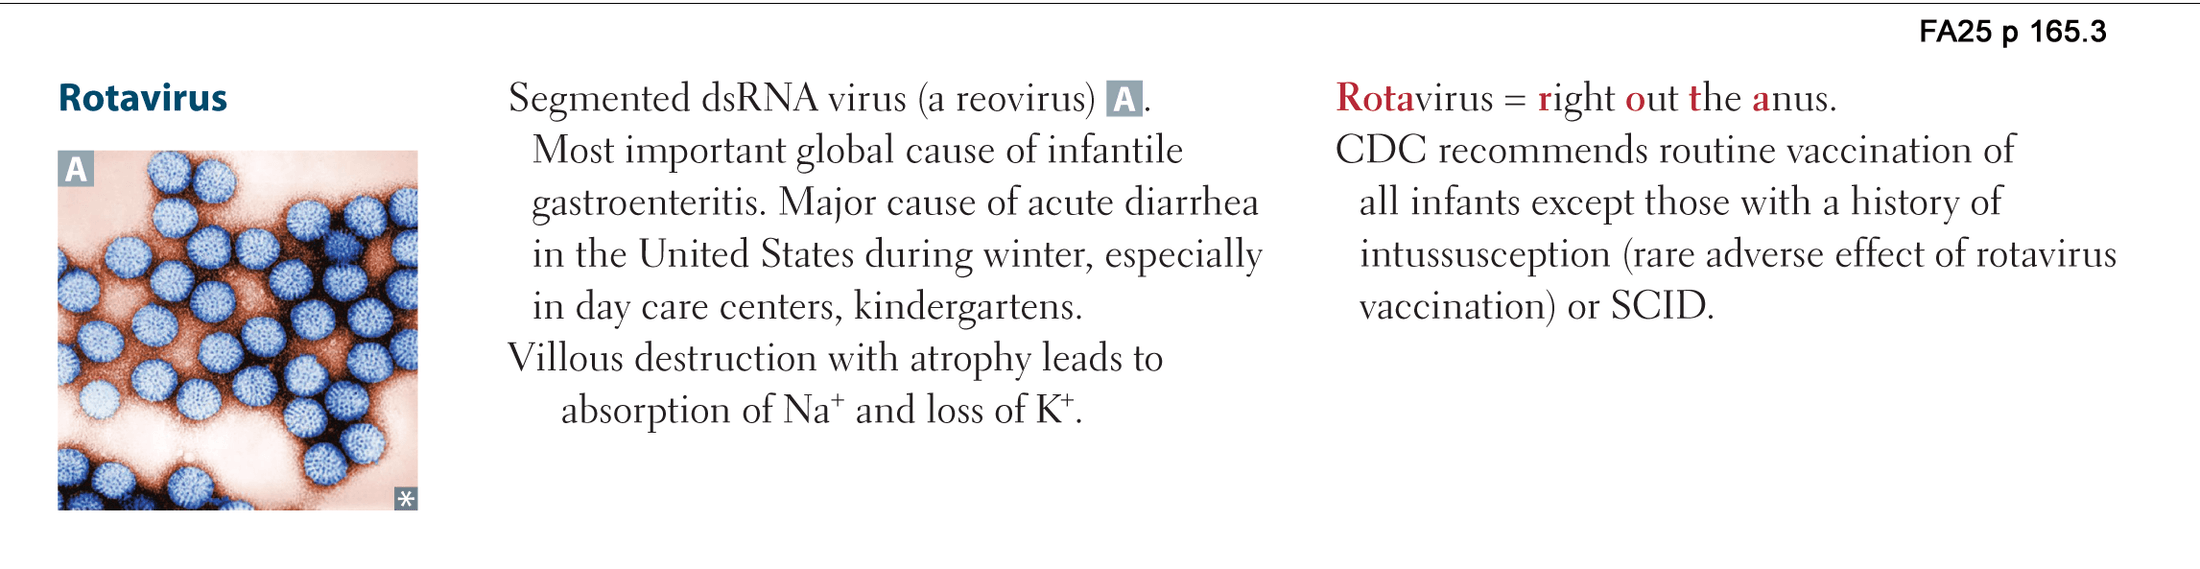 FA25 p 165.3
Rotavirus
A
Segmented dsRNA virus (a reovirus) A.
Most important global cause of infantile
gastroenteritis. Major cause of acute diarrhea
in the United States during winter, especially
in day care centers, kindergartens.
Villous destruction with atrophy leads to
absorption of Na⁺ and loss of K⁺.
Rotavirus = right out the anus.
CDC recommends routine vaccination of
all infants except those with a history of
intussusception (rare adverse effect of rotavirus
vaccination) or SCID.